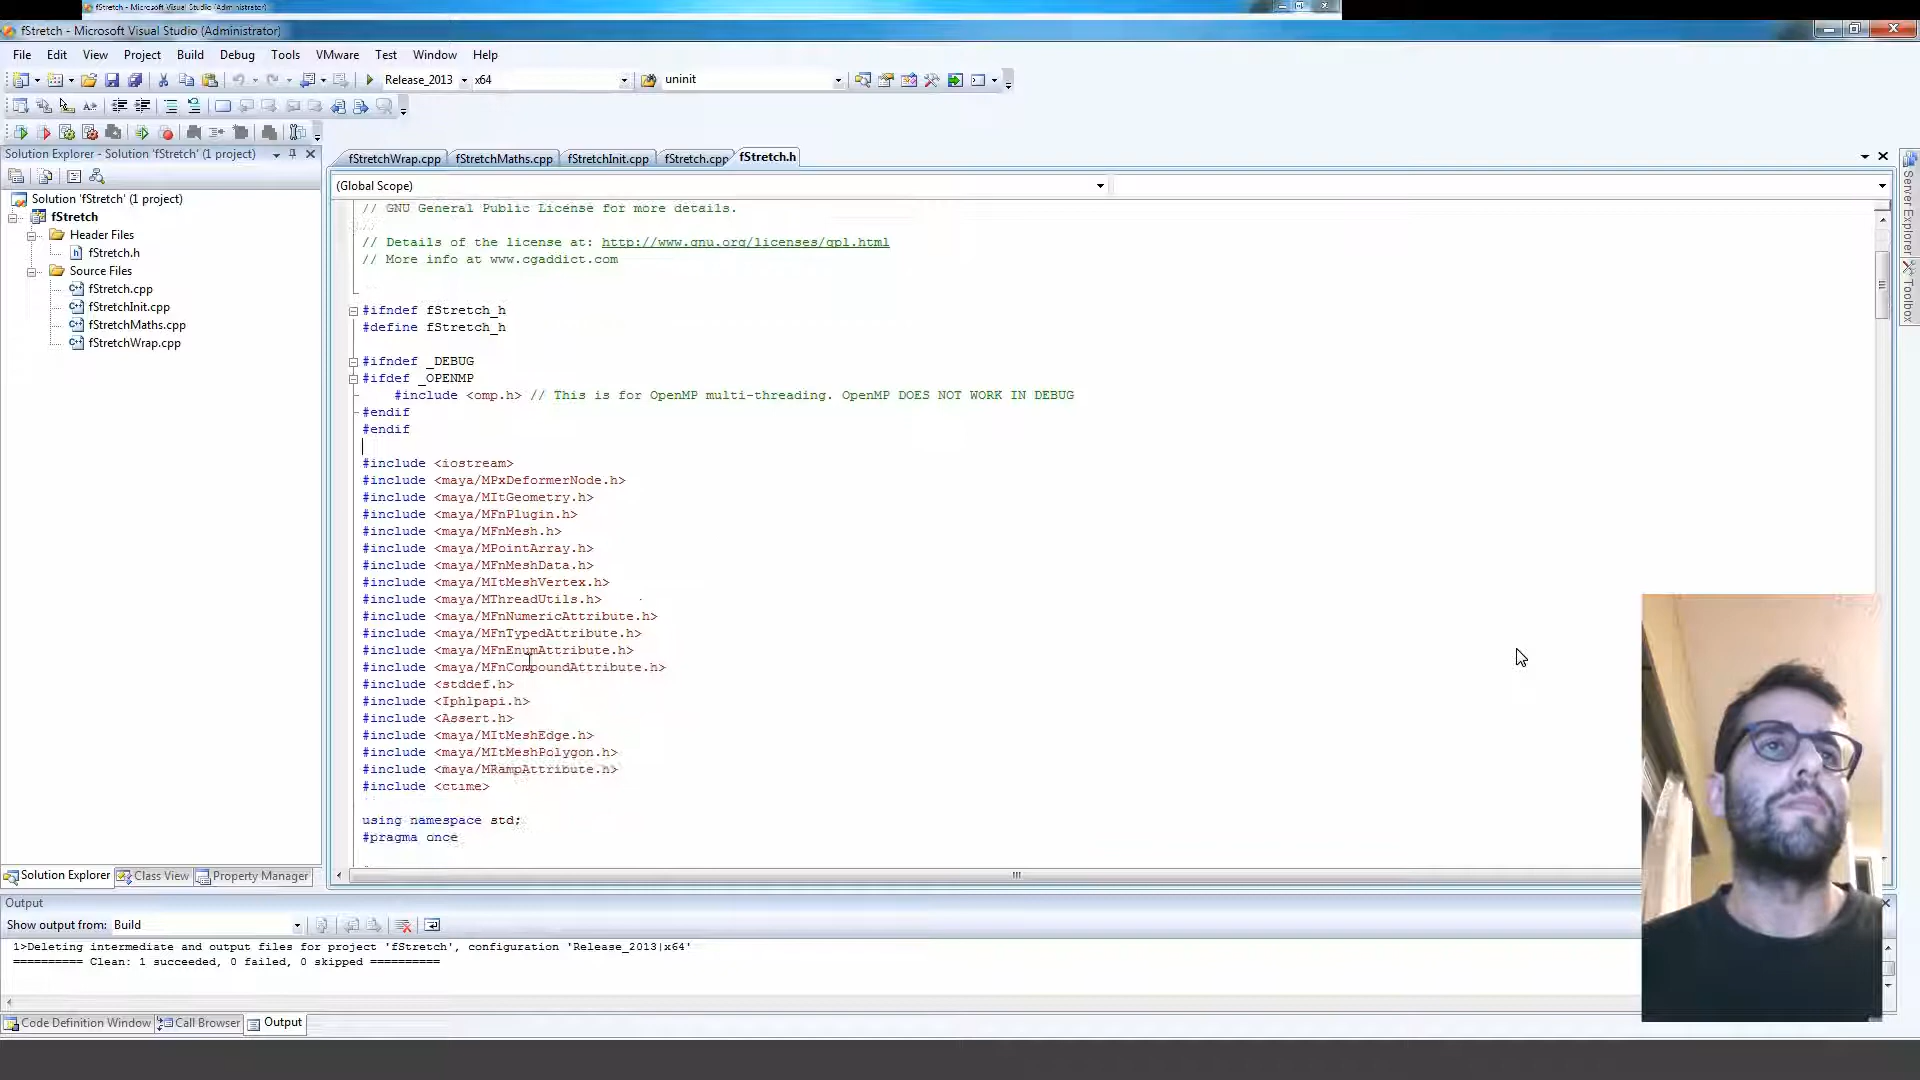 fStretch - Microsoft Visual Studio (Administrator)
fStretch - Microsoft Visual Studio (Administrator)
File Edit View Project Build Debug Tools VMware Test Window Help
Release_2013 x64 uninit
Solution Explorer - Solution 'fStretch' (1 project)
Solution 'fStretch' (1 project)
fStretch
Header Files
fStretch.h
Source Files
fStretch.cpp
fStretchInit.cpp
fStretchMaths.cpp
fStretchWrap.cpp
Solution Explorer Class View Property Manager
fStretchWrap.cpp fStretchMaths.cpp fStretchInit.cpp fStretch.cpp fStretch.h
(Global Scope)
// GNU General Public License for more details.
//
// Details of the license at: http://www.gnu.org/licenses/gpl.html
// More info at www.cgaddict.com
#ifndef fStretch_h
#define fStretch_h
#ifndef _DEBUG
#ifdef _OPENMP
#include <omp.h> // This is for OpenMP multi-threading. OpenMP DOES NOT WORK IN DEBUG
#endif
#endif
#include <iostream>
#include <maya/MPxDeformerNode.h>
#include <maya/MItGeometry.h>
#include <maya/MFnPlugin.h>
#include <maya/MFnMesh.h>
#include <maya/MPointArray.h>
#include <maya/MFnMeshData.h>
#include <maya/MItMeshVertex.h>
#include <maya/MThreadUtils.h>
#include <maya/MFnNumericAttribute.h>
#include <maya/MFnTypedAttribute.h>
#include <maya/MFnEnumAttribute.h>
#include <maya/MFnCompoundAttribute.h>
#include <stddef.h>
#include <Iphlpapi.h>
#include <Assert.h>
#include <maya/MItMeshEdge.h>
#include <maya/MItMeshPolygon.h>
#include <maya/MRampAttribute.h>
#include <ctime>
using namespace std;
#pragma once
Server Explorer
Toolbox
Output
Show output from: Build
1>Deleting intermediate and output files for project 'fStretch', configuration 'Release_2013|x64'
========== Clean: 1 succeeded, 0 failed, 0 skipped ==========
Code Definition Window Call Browser Output